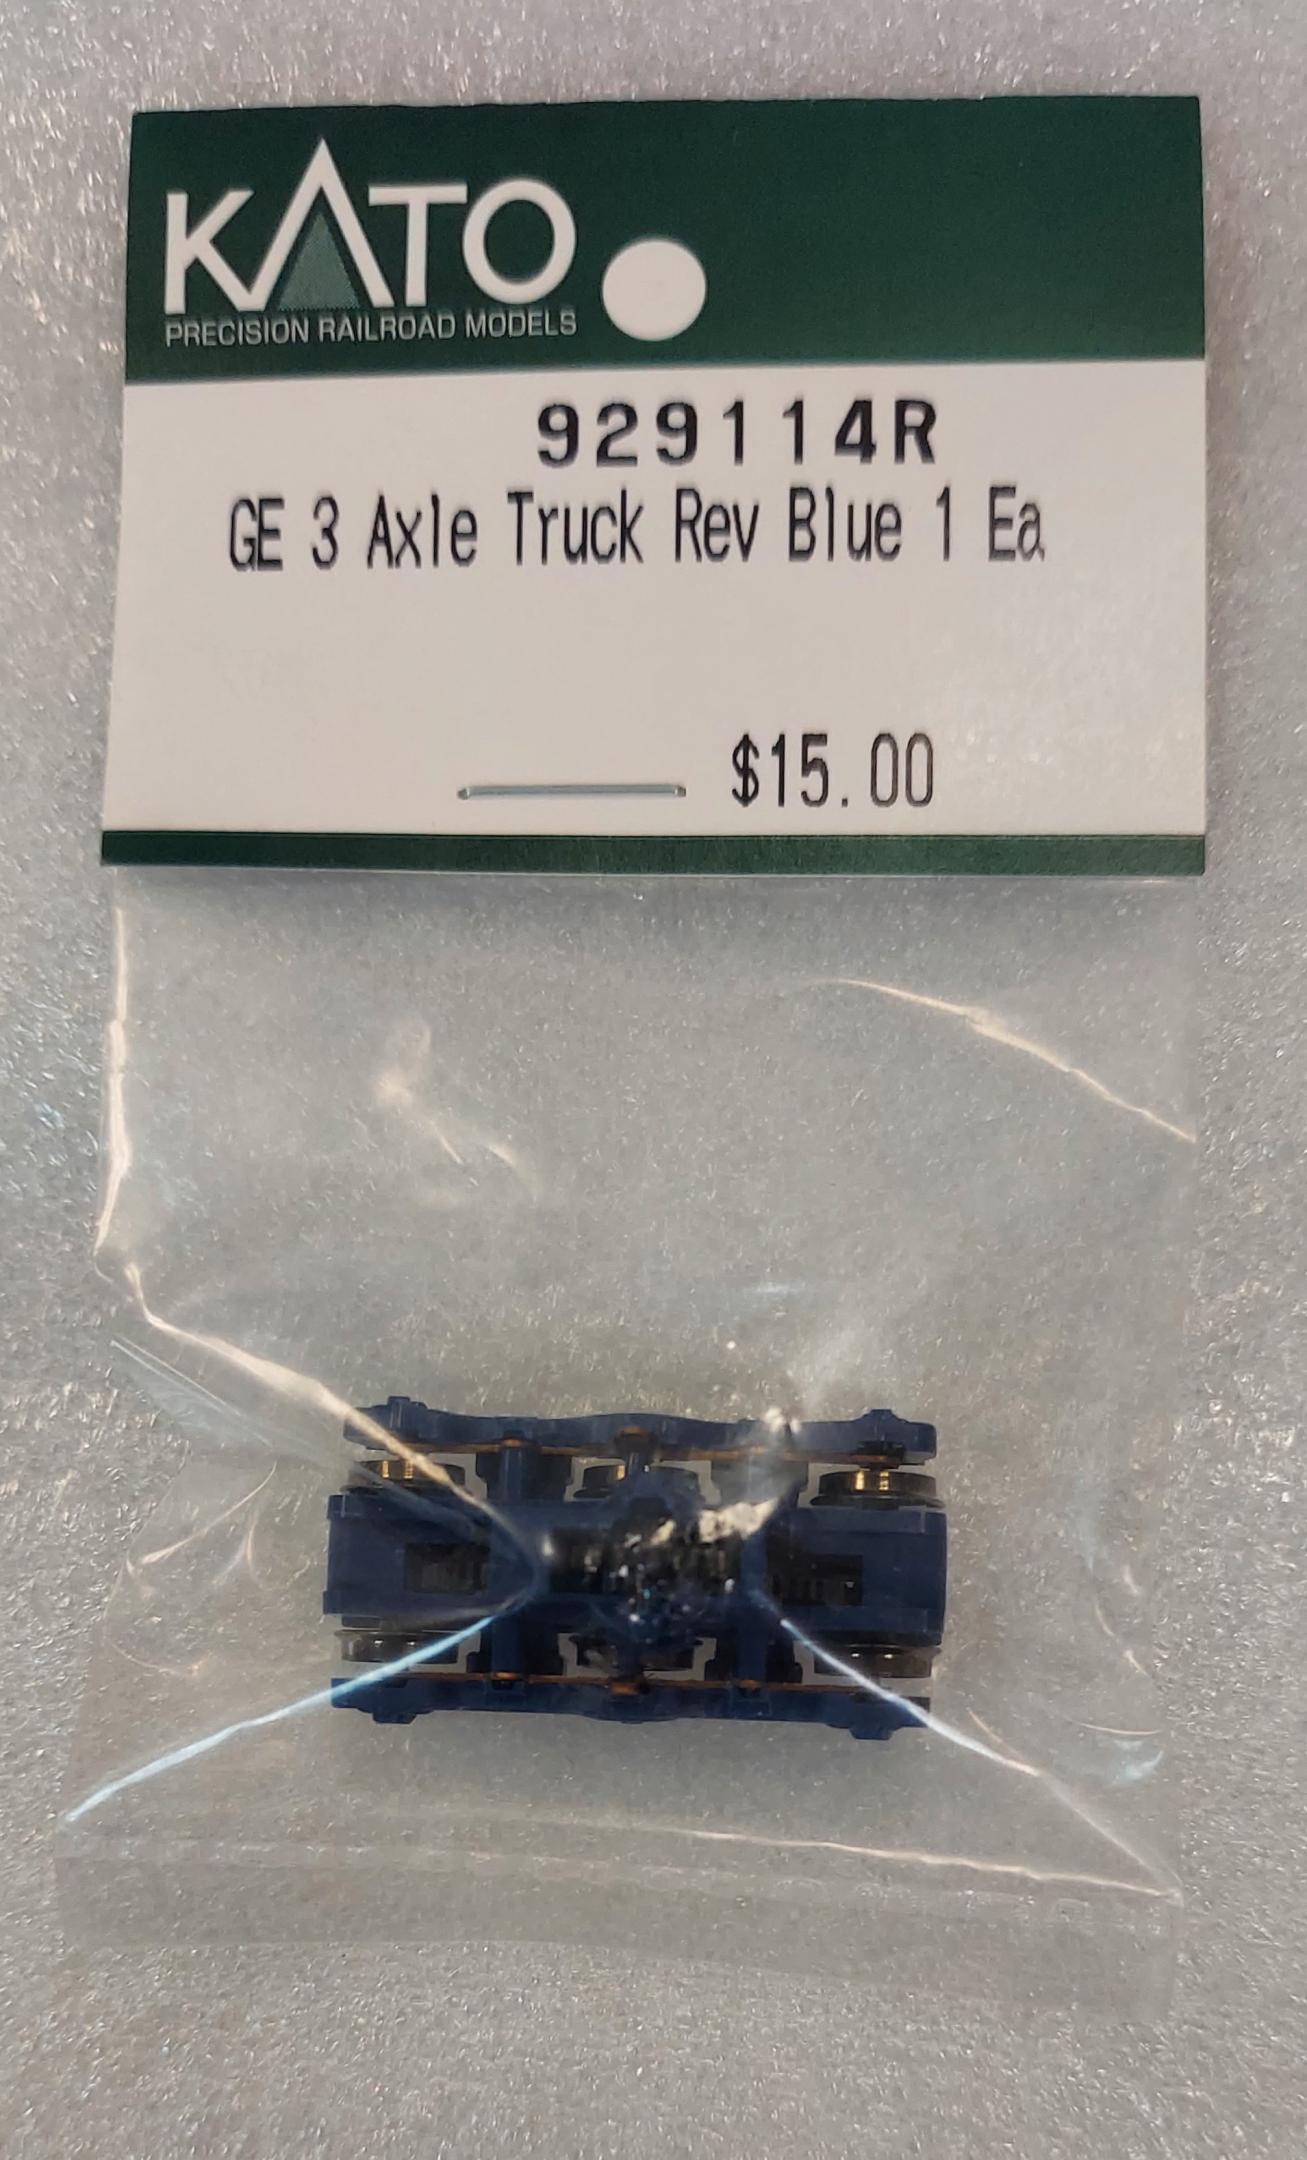 KATO
PRECISION RAILROAD MODELS
929114R
GE 3 Axle Truck Rev Blue 1 Ea
$15.00